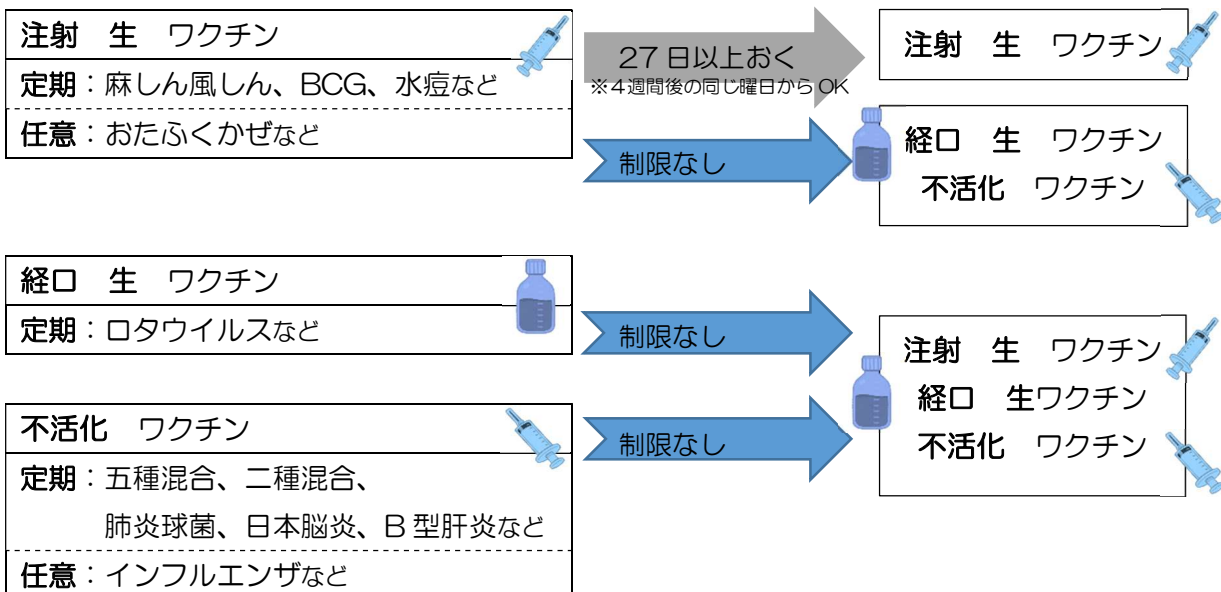 注射　生　ワクチン
定期：麻しん風しん、BCG、水痘など
任意：おたふくかぜなど
27日以上おく
※4週間後の同じ曜日からOK
注射　生　ワクチン
制限なし
経口　生　ワクチン
不活化　ワクチン
経口　生　ワクチン
定期：ロタウイルスなど
制限なし
不活化　ワクチン
定期：五種混合、二種混合、
肺炎球菌、日本脳炎、B型肝炎など
任意：インフルエンザなど
制限なし
注射　生　ワクチン
経口　生ワクチン
不活化　ワクチン